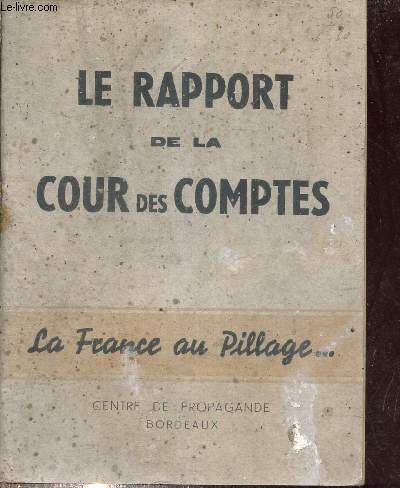 Le-livre.com
LE RAPPORT
DE LA
COUR DES COMPTES
La France au Pillage...
CENTRE DE PROPAGANDE
BORDEAUX